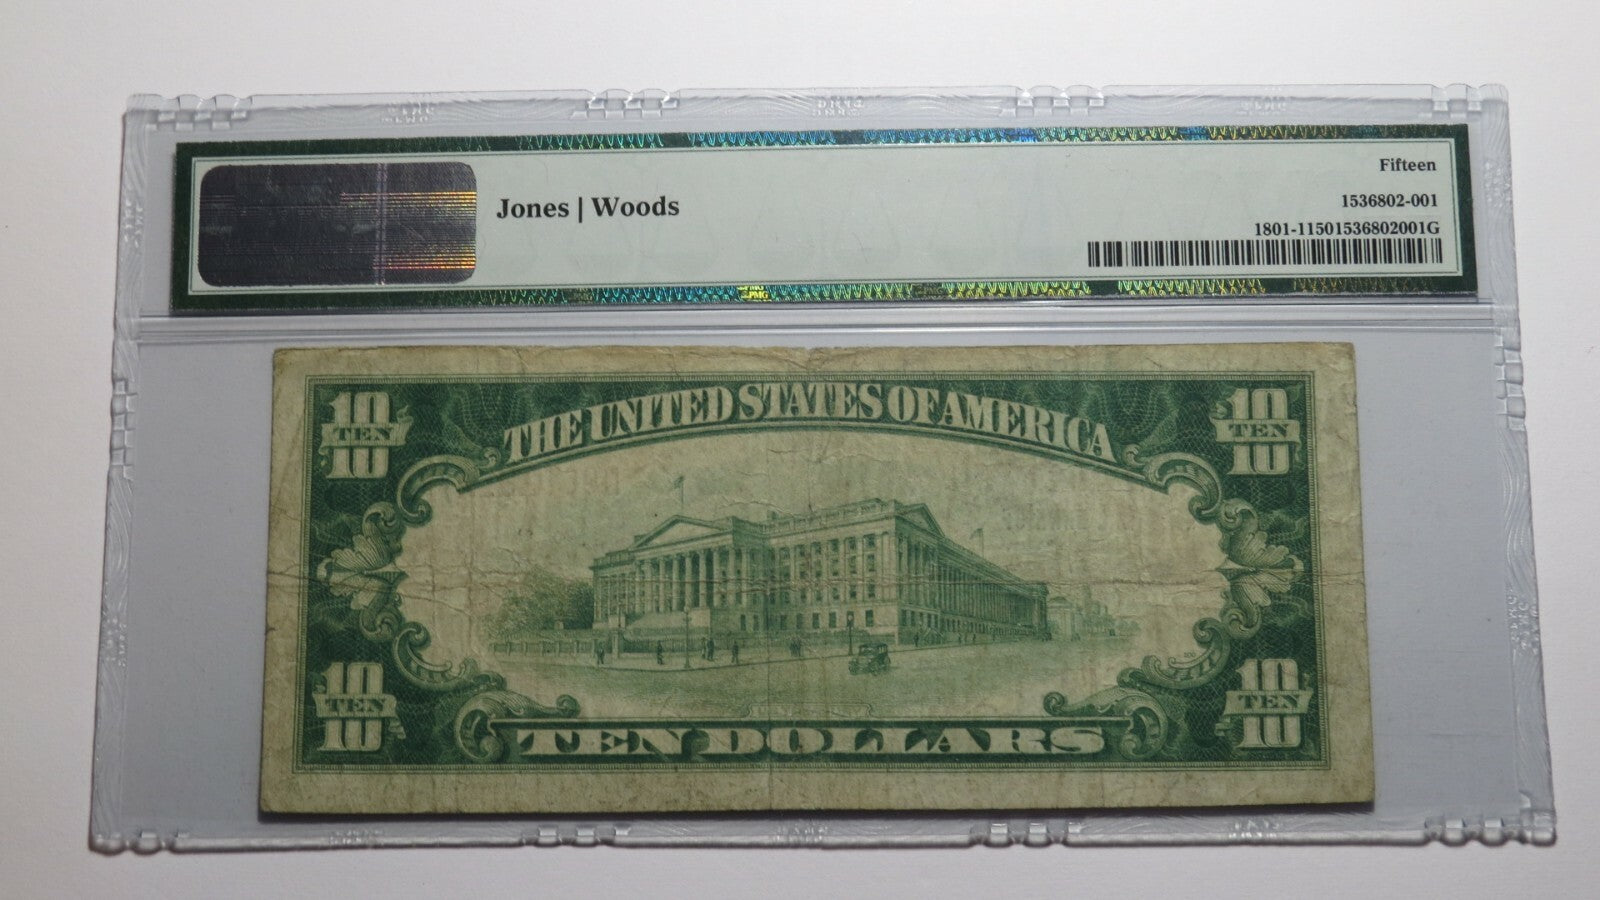 Fifteen
Jones | Woods
1536802-001
1801-11501536802001G
PMG
THE UNITED STATES OF AMERICA
10 10
TEN TEN
10 10
10 10
TEN TEN
10 10
TEN DOLLARS